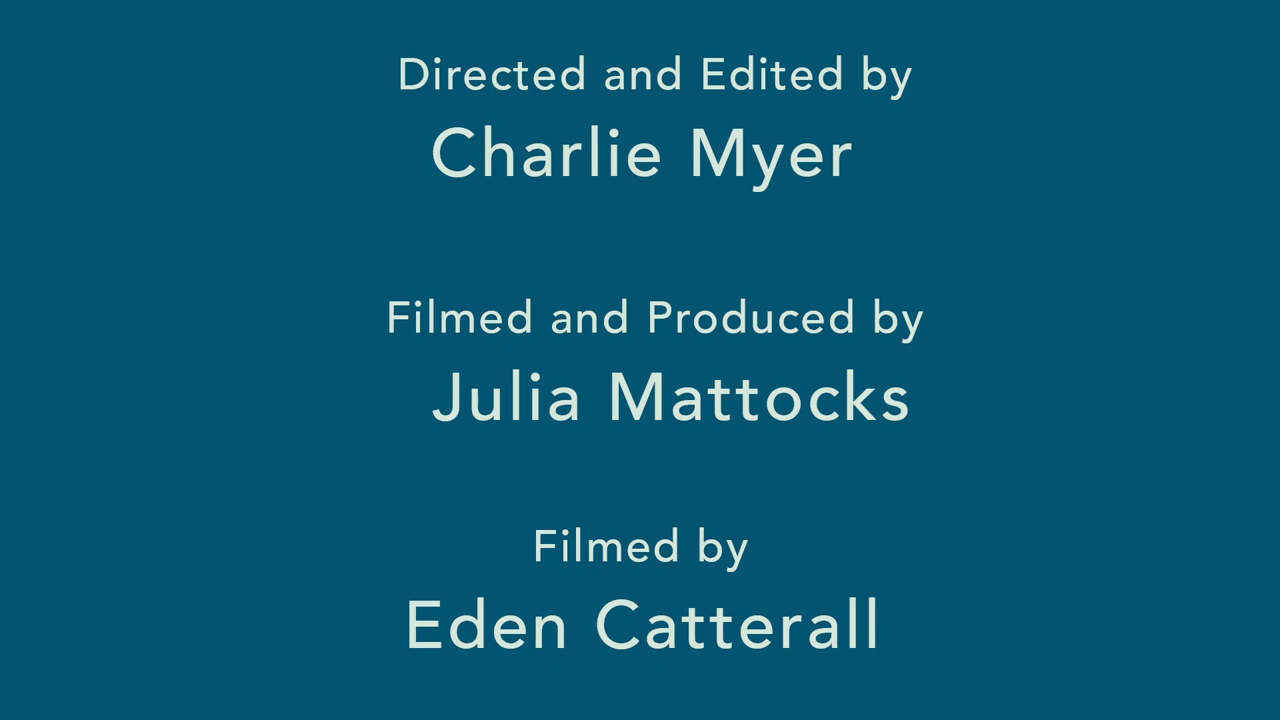 Directed and Edited by
Charlie Myer
Filmed and Produced by
Julia Mattocks
Filmed by
Eden Catterall